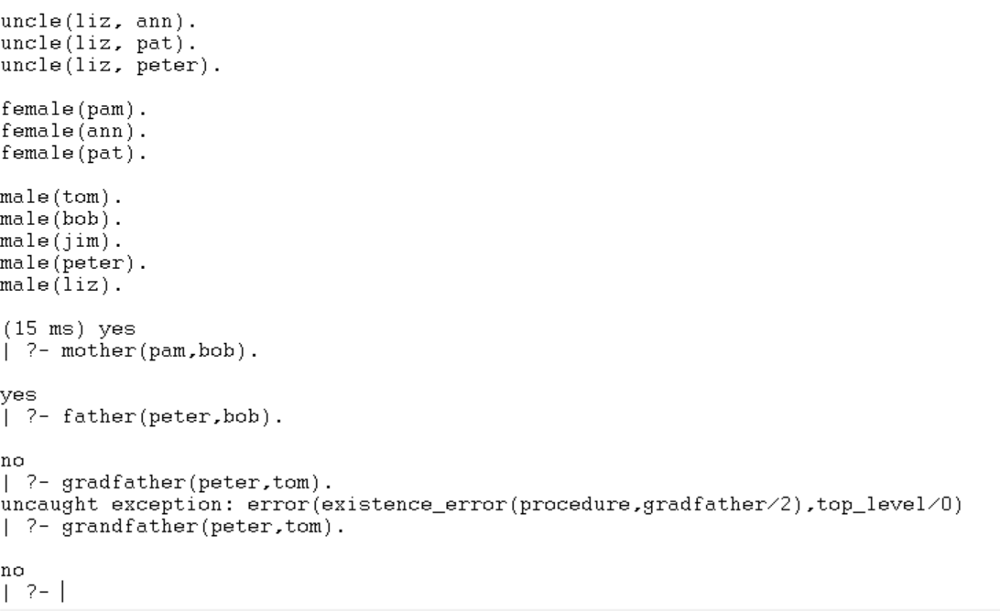 uncle(liz, ann).
uncle(liz, pat).
uncle(liz, peter).
female(pam).
female(ann).
female(pat).
male(tom).
male(bob).
male(jim).
male(peter).
male(liz).
(15 ms) yes
| ?- mother(pam,bob).
yes
| ?- father(peter,bob).
no
| ?- gradfather(peter,tom).
uncaught exception: error(existence_error(procedure,gradfather/2),top_level/0)
| ?- grandfather(peter,tom).
no
| ?- |